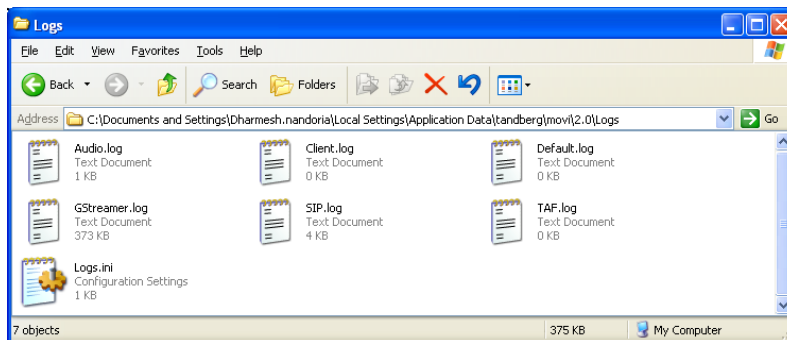 Logs
File Edit View Favorites Tools Help
Back Search Folders
Address C:\Documents and Settings\Dharmesh.nandoria\Local Settings\Application Data\tandberg\movi\2.0\Logs Go
Audio.log
Text Document
1 KB
Client.log
Text Document
0 KB
Default.log
Text Document
0 KB
GStreamer.log
Text Document
373 KB
SIP.log
Text Document
4 KB
TAF.log
Text Document
0 KB
Logs.ini
Configuration Settings
1 KB
7 objects 375 KB My Computer